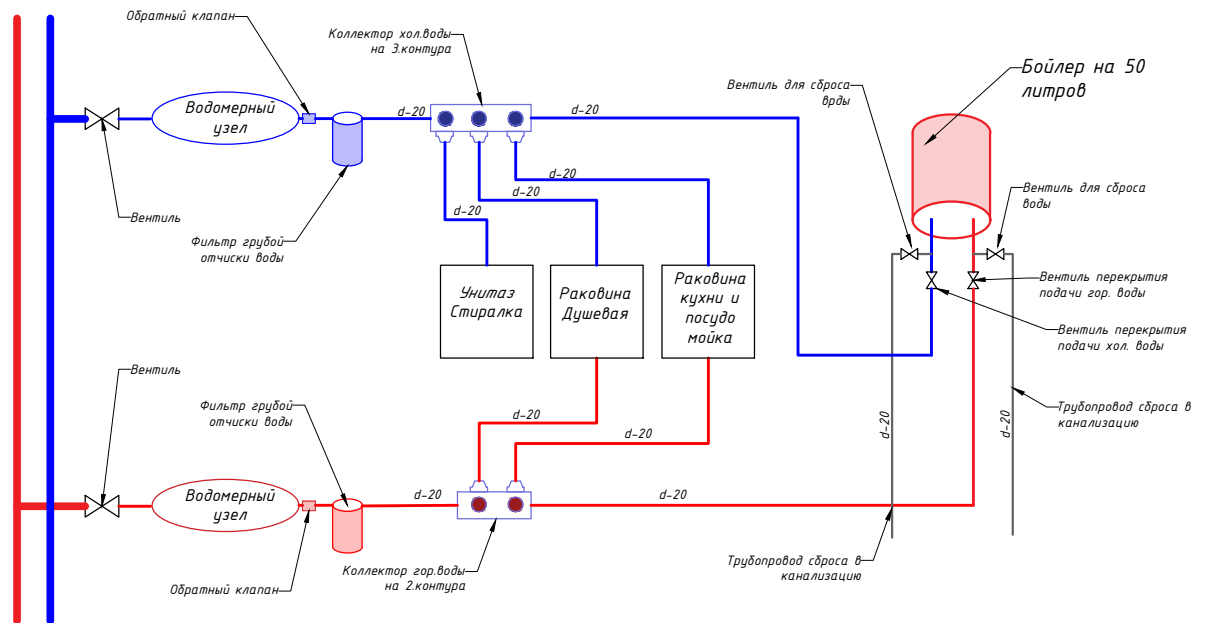 Обратный клапан
Коллектор хол.воды
на 3.контура
Бойлер на 50
литров
Вентиль для сброса
врды
Водомерный
узел
d-20
d-20
d-20
d-20
d-20
Вентиль
Фильтр грубой
отчиски воды
Вентиль для сброса
воды
Унитаз
Стиралка
Раковина
Душевая
Раковина
кухни и
посудо
мойка
Вентиль перекрытия
подачи гор. воды
Вентиль перекрытия
подачи хол. воды
Вентиль
Фильтр грубой
отчиски воды
d-20
d-20
d-20
d-20
Трубопровод сброса в
канализацию
Водомерный
узел
d-20
d-20
Обратный клапан
Коллектор гор.воды
на 2.контура
Трубопровод сброса в
канализацию